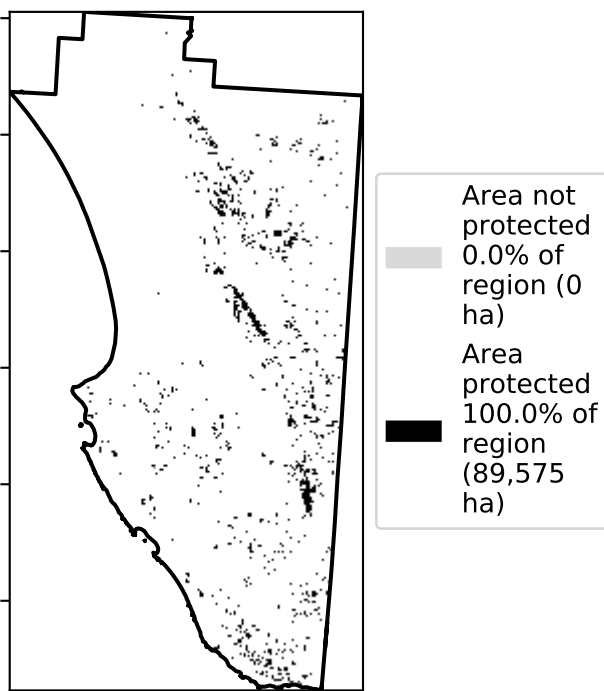 Area not
protected
0.0% of
region (0
ha)
Area
protected
100.0% of
region
(89,575
ha)